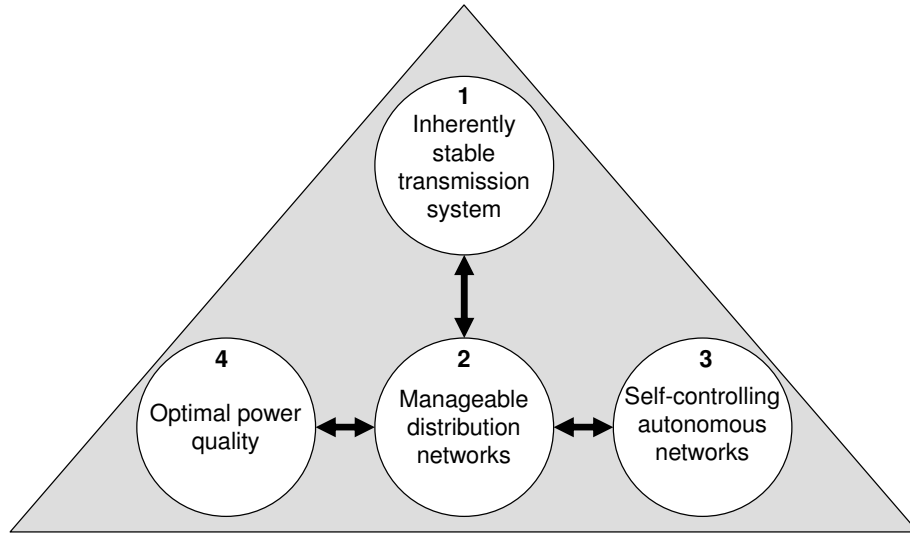 1
Inherently
stable
transmission
system
4
Optimal power
quality
2
Manageable
distribution
networks
3
Self-controlling
autonomous
networks